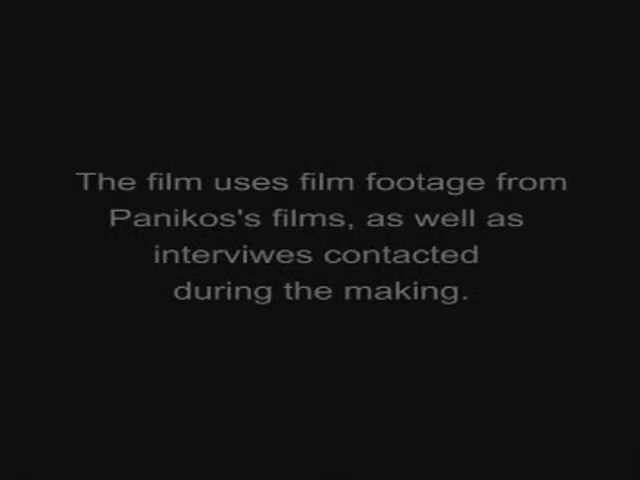 The film uses film footage from
Panikos's films, as well as
interviwes contacted
during the making.